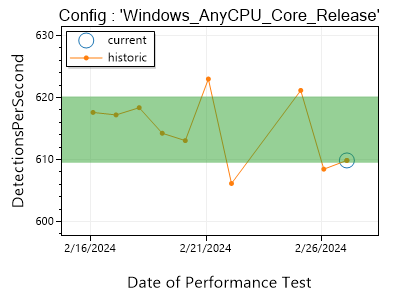 Config : 'Windows_AnyCPU_Core_Release'
current
historic
630
620
610
600
DetectionsPerSecond
2/16/2024
2/21/2024
2/26/2024
Date of Performance Test